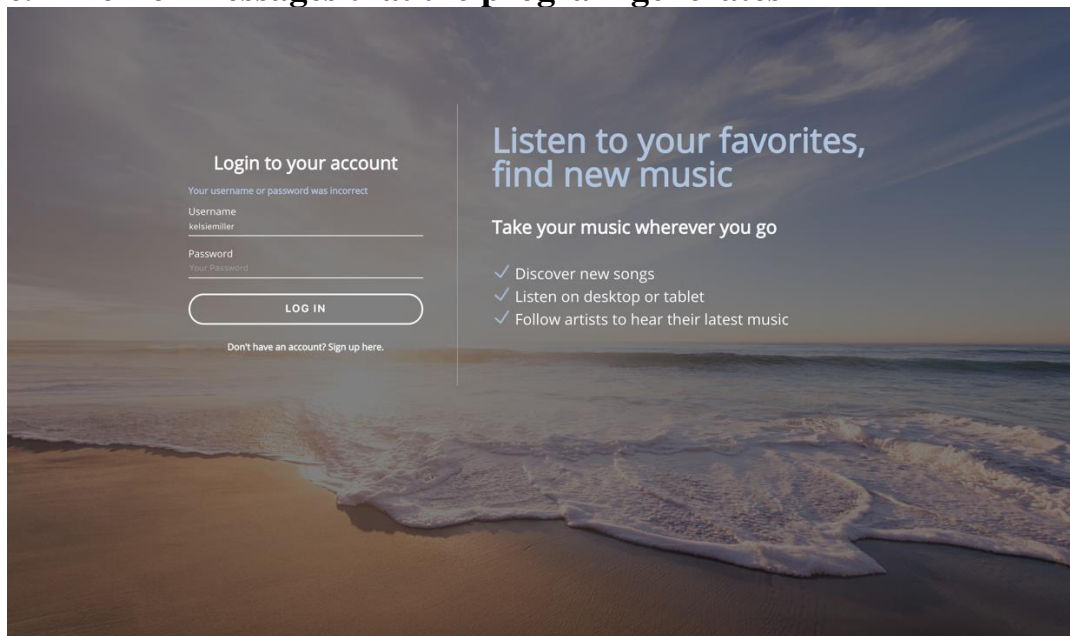 Login to your account
Your username or password was incorrect
Username
kelsiemiller
Password
Your Password
LOG IN
Don't have an account? Sign up here.
Listen to your favorites,
find new music
Take your music wherever you go
Discover new songs
Listen on desktop or tablet
Follow artists to hear their latest music